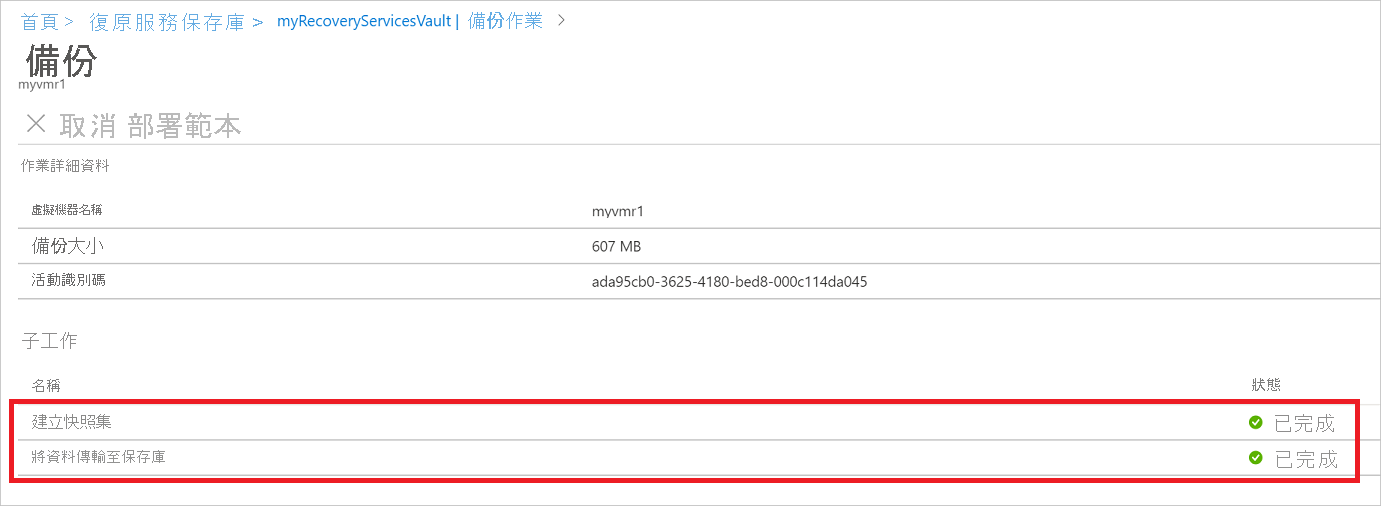 首頁 > 復原服務保存庫 > myRecoveryServicesVault | 備份作業 >
備份
myvmr1
取消 部署範本
作業詳細資料
虛擬機器名稱 myvmr1
備份大小 607 MB
活動識別碼 ada95cb0-3625-4180-bed8-000c114da045
子工作
名稱 狀態
建立快照集 已完成
將資料傳輸至保存庫 已完成